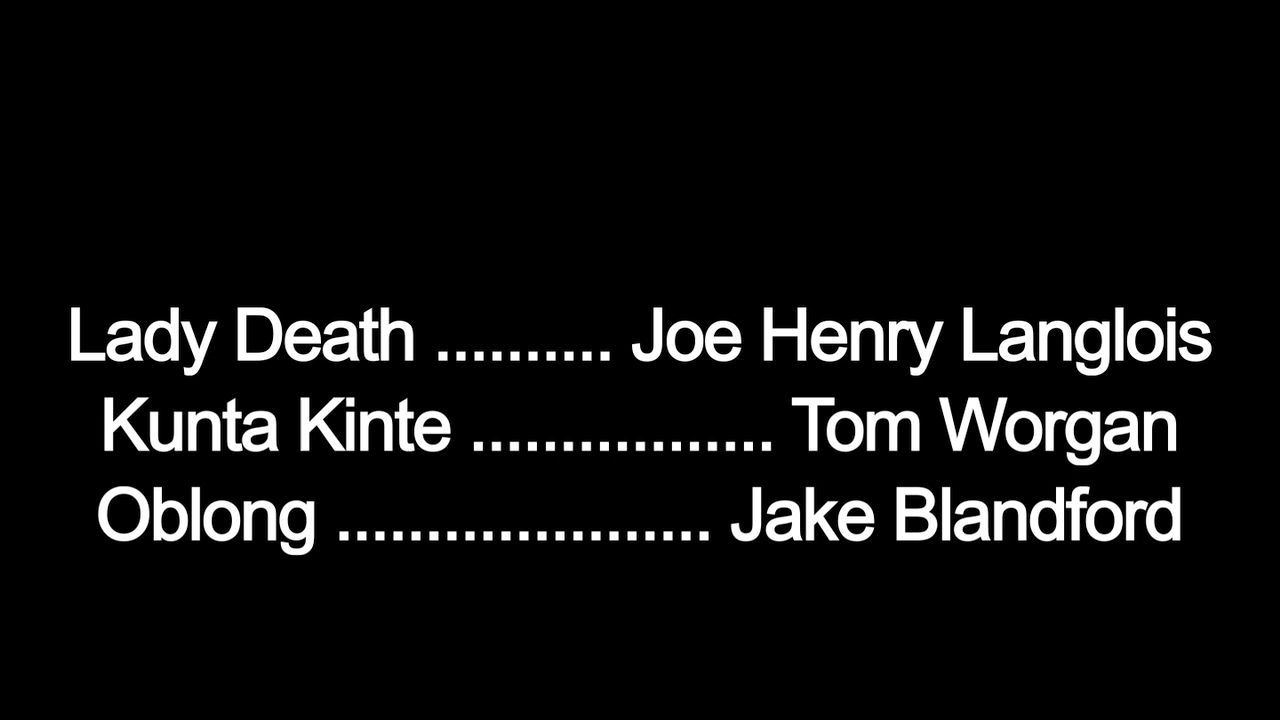 Lady Death .......... Joe Henry Langlois
Kunta Kinte ................. Tom Worgan
Oblong ..................... Jake Blandford